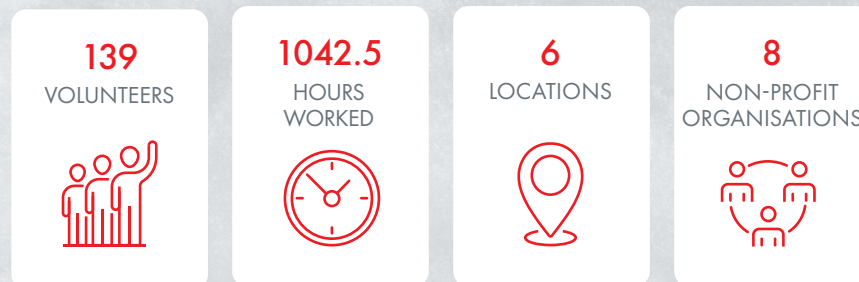 139
VOLUNTEERS
1042.5
HOURS
WORKED
6
LOCATIONS
8
NON-PROFIT
ORGANISATIONS